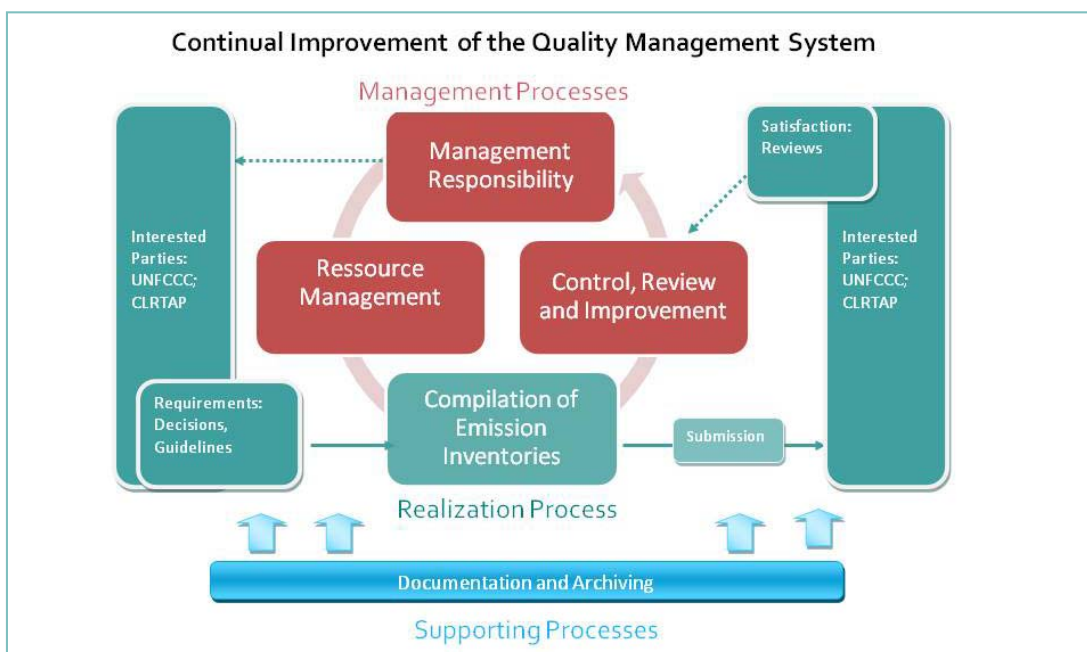 Continual Improvement of the Quality Management System
Management Processes
Management
Responsibility
Satisfaction:
Reviews
Interested
Parties:
UNFCCC;
CLRTAP
Ressource
Management
Control, Review
and Improvement
Interested
Parties:
UNFCCC;
CLRTAP
Requirements:
Decisions,
Guidelines
Compilation of
Emission
Inventories
Submission
Realization Process
Documentation and Archiving
Supporting Processes